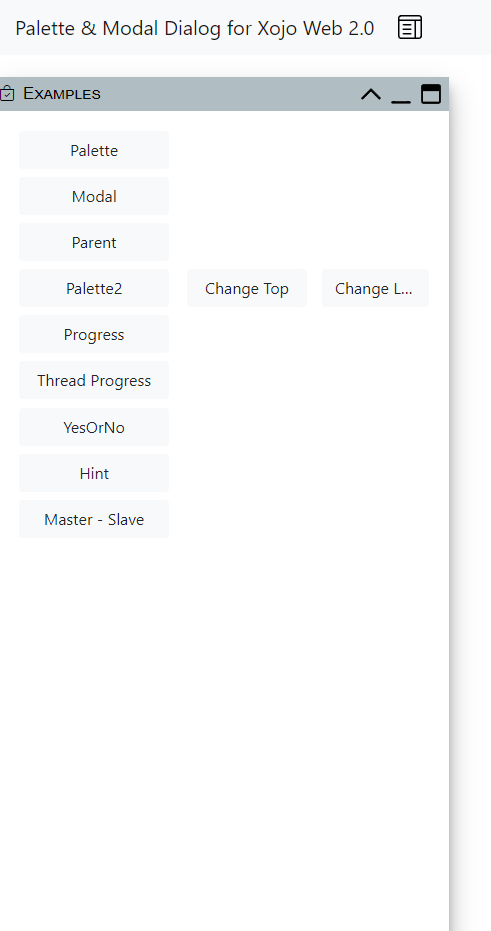 Palette & Modal Dialog for Xojo Web 2.0
EXAMPLES
Palette
Modal
Parent
Palette2 Change Top Change L...
Progress
Thread Progress
YesOrNo
Hint
Master - Slave